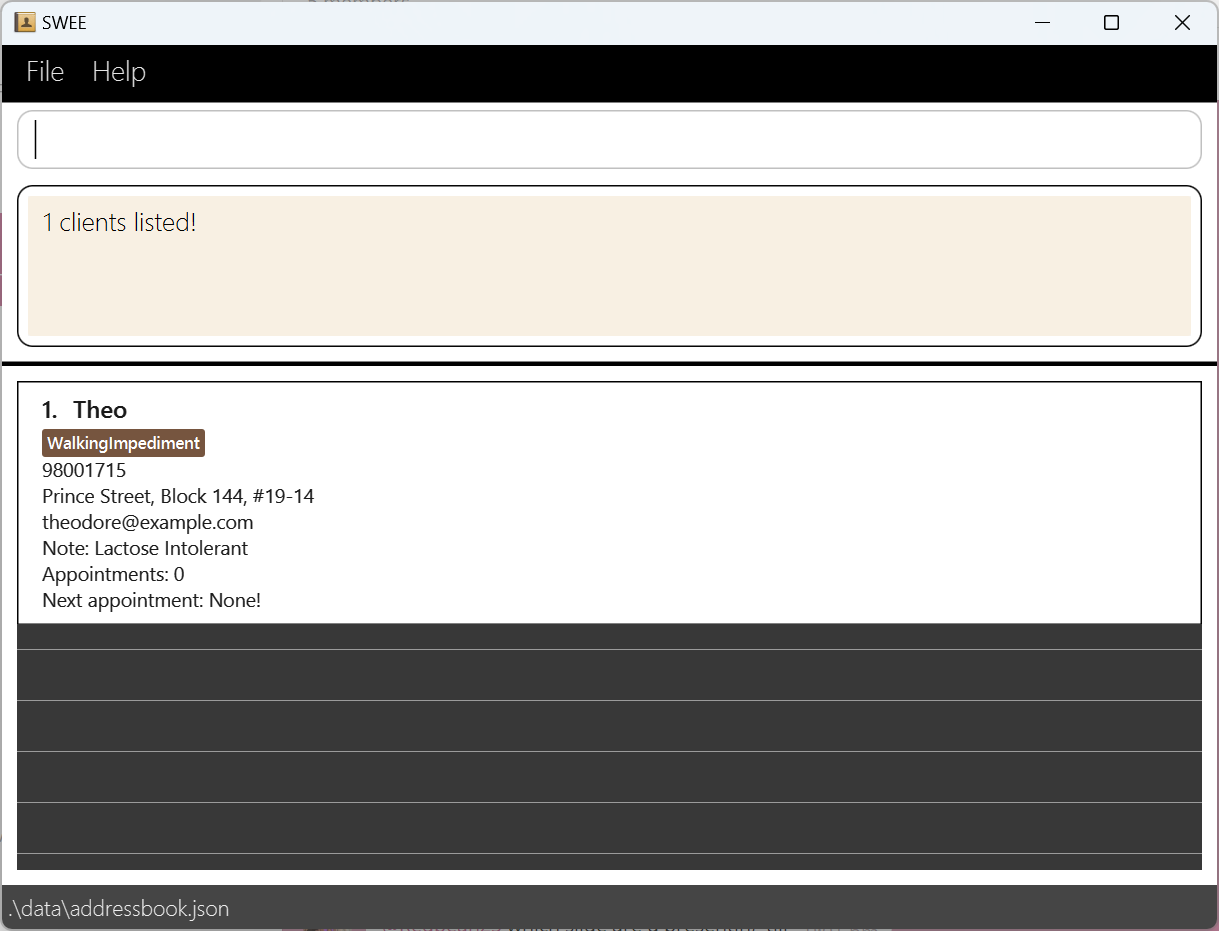 SWEE
File Help
1 clients listed!
1. Theo
WalkingImpediment
98001715
Prince Street, Block 144, #19-14
theodore@example.com
Note: Lactose Intolerant
Appointments: 0
Next appointment: None!
.\data\addressbook.json